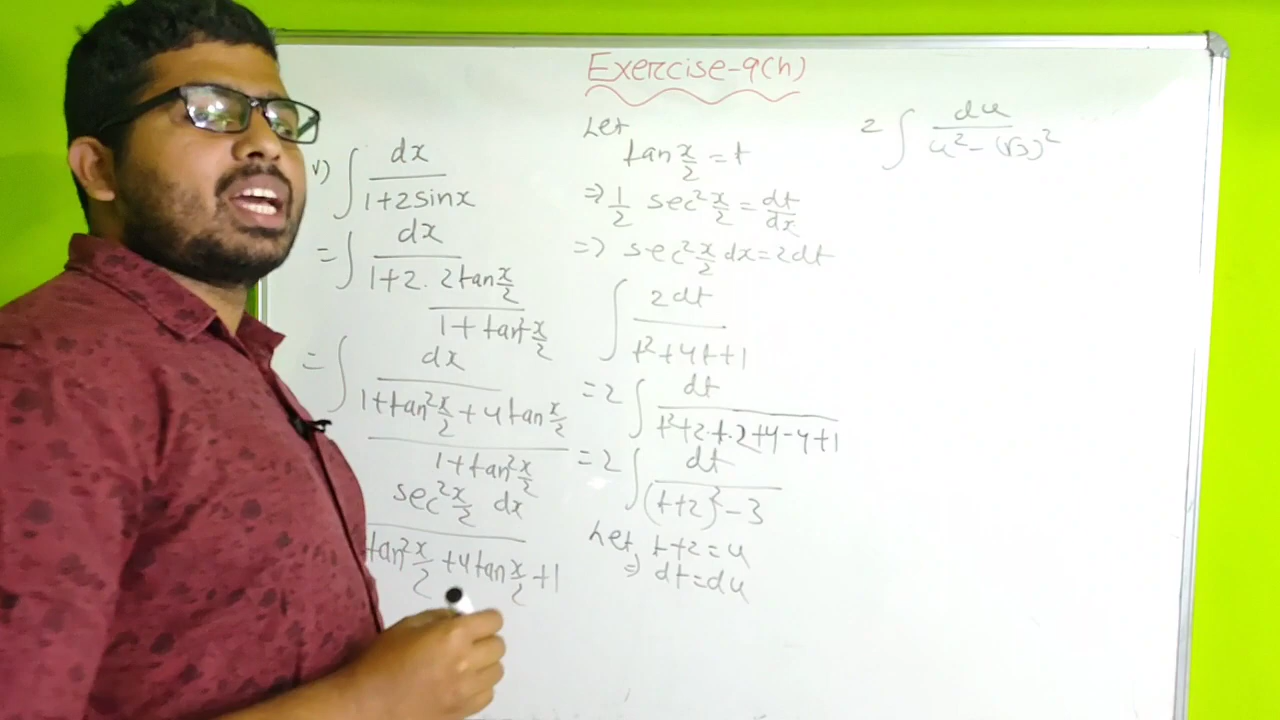 Exercise-9(h)
v) ∫ dx / 1+2sinx
= ∫ dx / 1+2. 2tan x/2 / 1+tan² x/2
= ∫ dx / 1+tan² x/2 + 4tan x/2 / 1+tan² x/2
sec² x/2 dx / tan² x/2 + 4tan x/2 + 1
Let
tan x/2 = t
⇒ 1/2 sec² x/2 = dt/dx
⇒ sec² x/2 dx = 2dt
∫ 2dt / t²+4t+1
= 2 ∫ dt / t²+2.t.2+4-4+1
= 2 ∫ dt / (t+2)²-3
Let, t+2=u
⇒ dt=du
2 ∫ du / u²-(√3)²